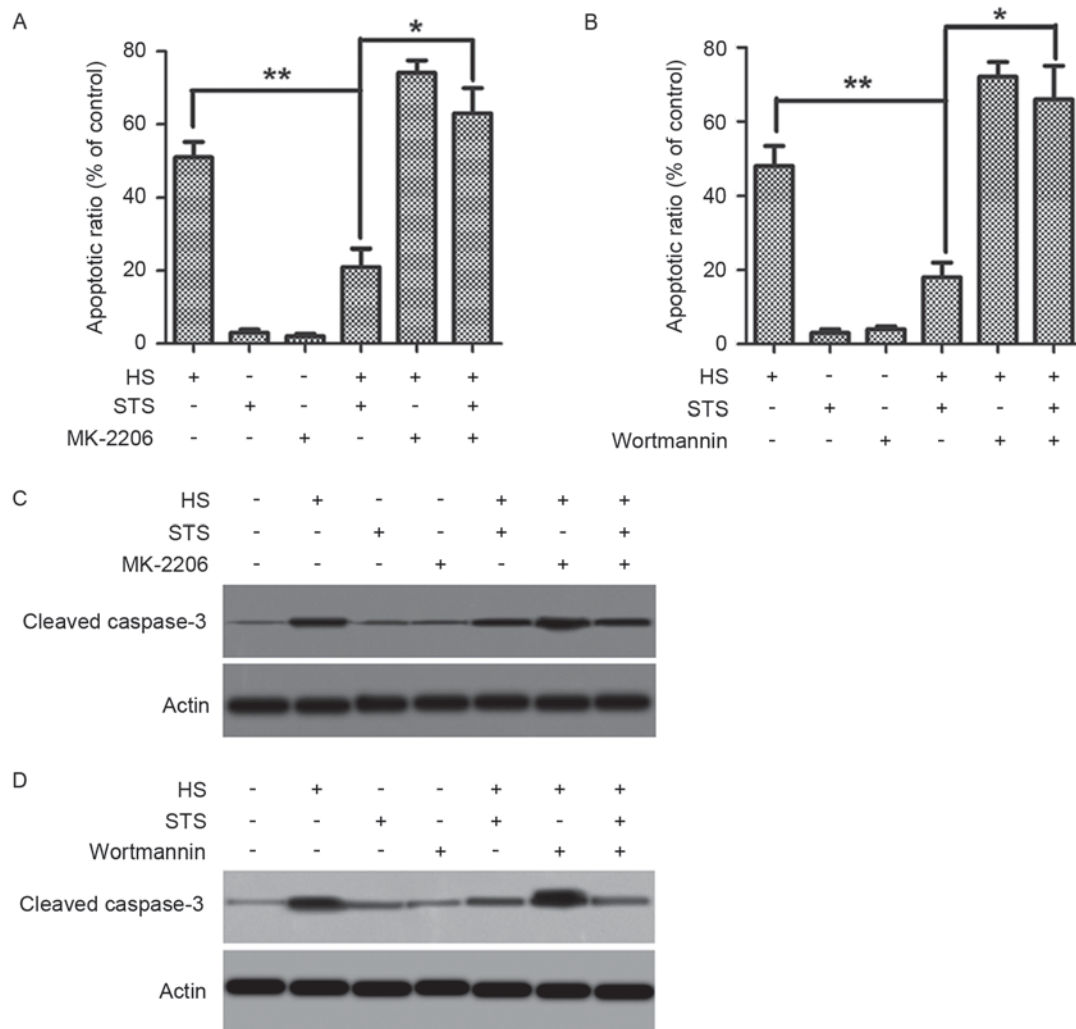 A
B
Apoptotic ratio (% of control)
80
60
40
20
0
**
*
HS + - - + + +
STS - + - + - +
MK-2206 - - + - + +
Apoptotic ratio (% of control)
80
60
40
20
0
**
*
HS + - - + + +
STS - + - + - +
Wortmannin - - + - + +
C
HS - + - - + + +
STS - - + - + - +
MK-2206 - - - + - + +
Cleaved caspase-3
Actin
D
HS - + - - + + +
STS - - + - + - +
Wortmannin - - - + - + +
Cleaved caspase-3
Actin